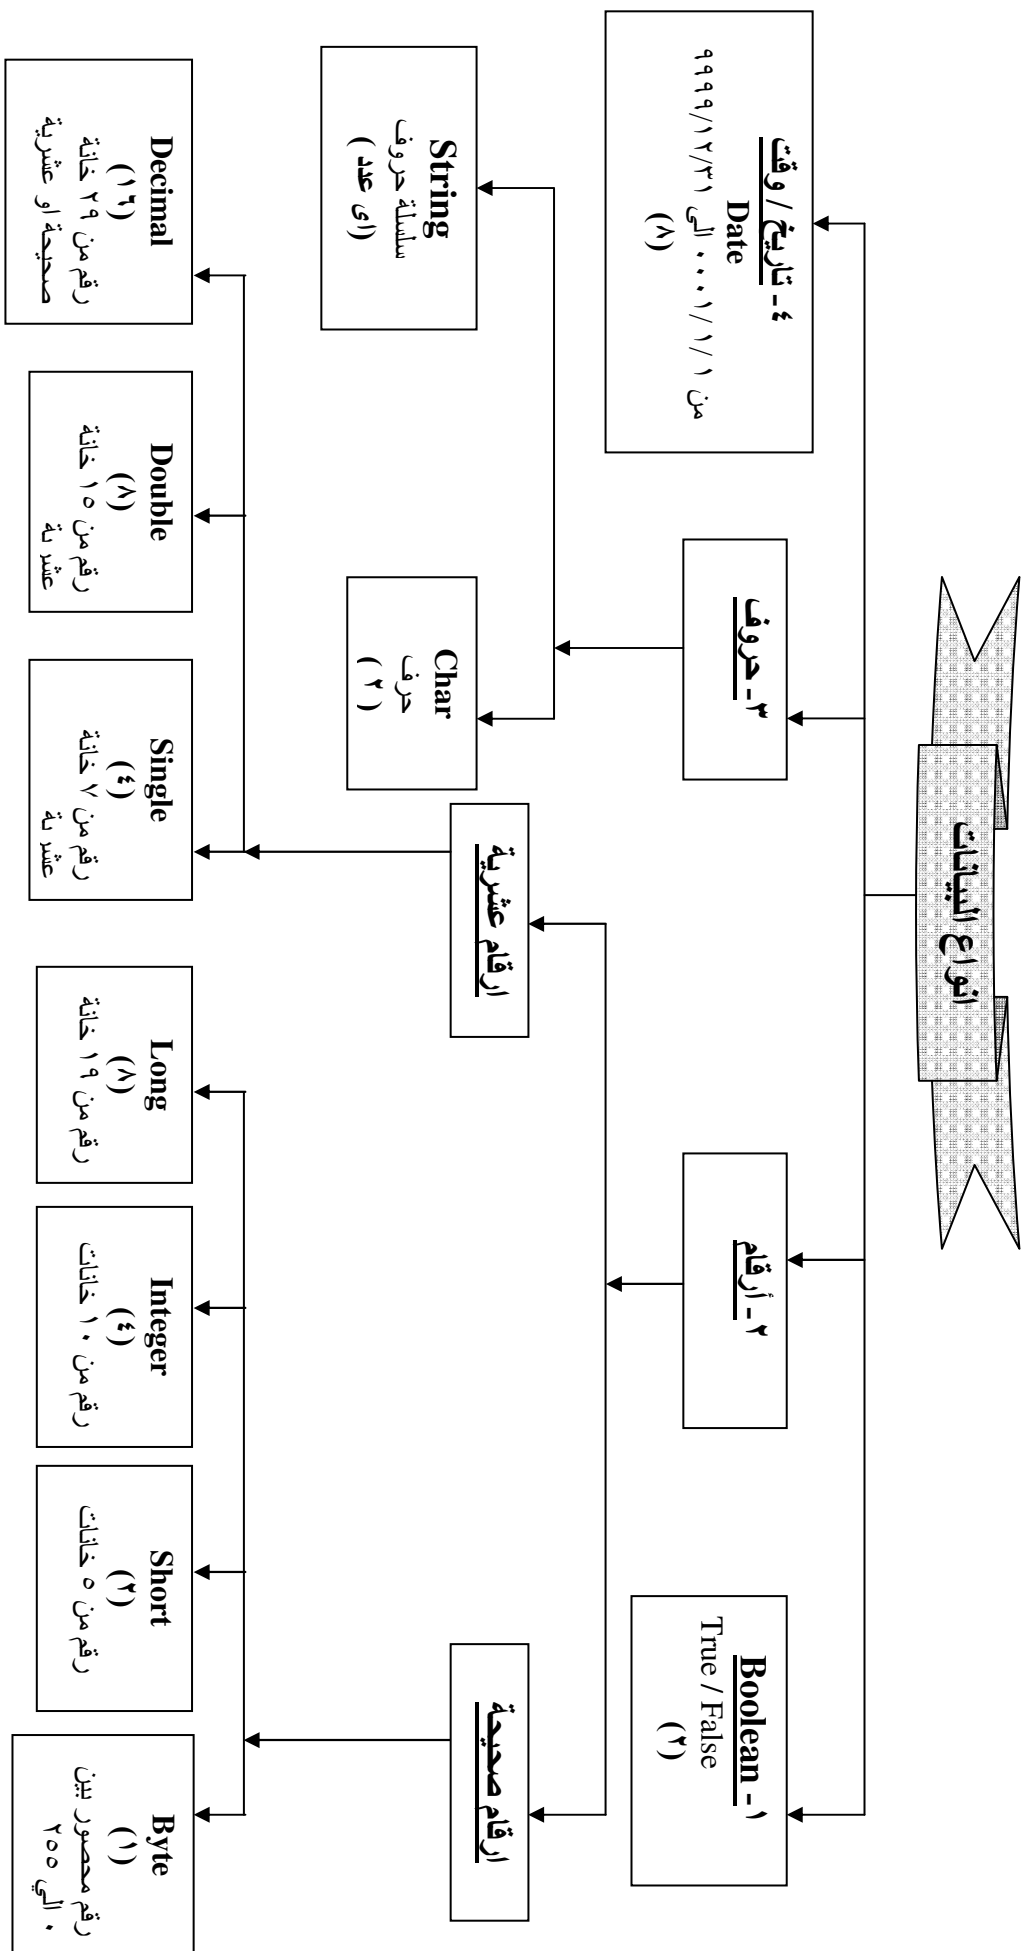 انواع البيانات
١- Boolean
True / False
(٢)
٢- أرقام
٣- حروف
٤- تاريخ / وقت
Date
(٨)
من ٠٠٠١/١/١ الى ٩٩٩٩/١٢/٣١
ارقام صحيحة
ارقام عشرية
Char
حرف
(٢)
String
سلسلة حروف
(اى عدد)
Byte
(١)
رقم محصور بين
٠ الي ٢٥٥
Short
(٢)
رقم من ٥ خانات
Integer
(٤)
رقم من ١٠ خانات
Long
(٨)
رقم من ١٩ خانة
Single
(٤)
رقم من ٧ خانة
عشرية
Double
(٨)
رقم من ١٥ خانة
عشرية
Decimal
(١٦)
رقم من ٢٩ خانة
صحيحة او عشرية